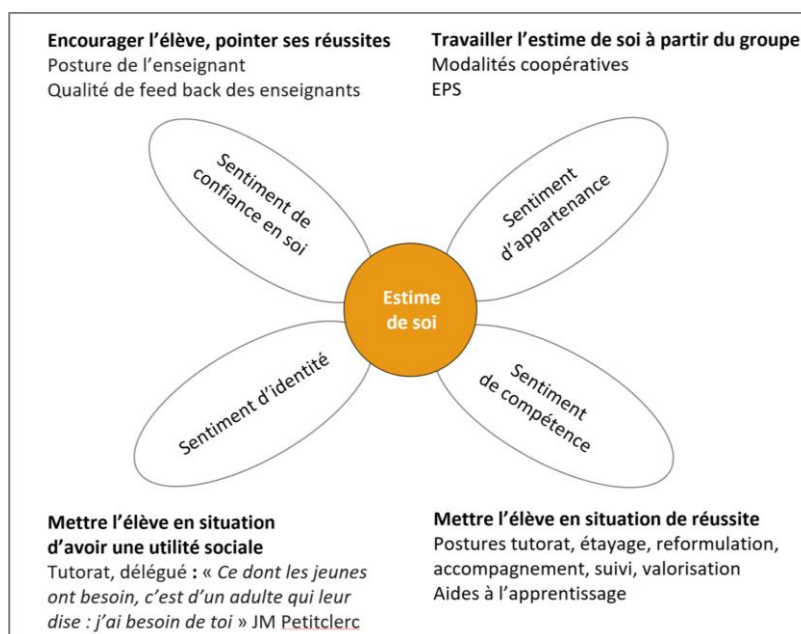 Encourager l’élève, pointer ses réussites
Posture de l’enseignant
Qualité de feed back des enseignants
Travailler l’estime de soi à partir du groupe
Modalités coopératives
EPS
Sentiment de
confiance en soi
Sentiment
d’appartenance
Estime
de soi
Sentiment d’identité
Sentiment
de compétence
Mettre l’élève en situation
d’avoir une utilité sociale
Tutorat, délégué : « Ce dont les jeunes
ont besoin, c’est d’un adulte qui leur
dise : j’ai besoin de toi » JM Petitclerc
Mettre l’élève en situation de réussite
Postures tutorat, étayage, reformulation,
accompagnement, suivi, valorisation
Aides à l’apprentissage